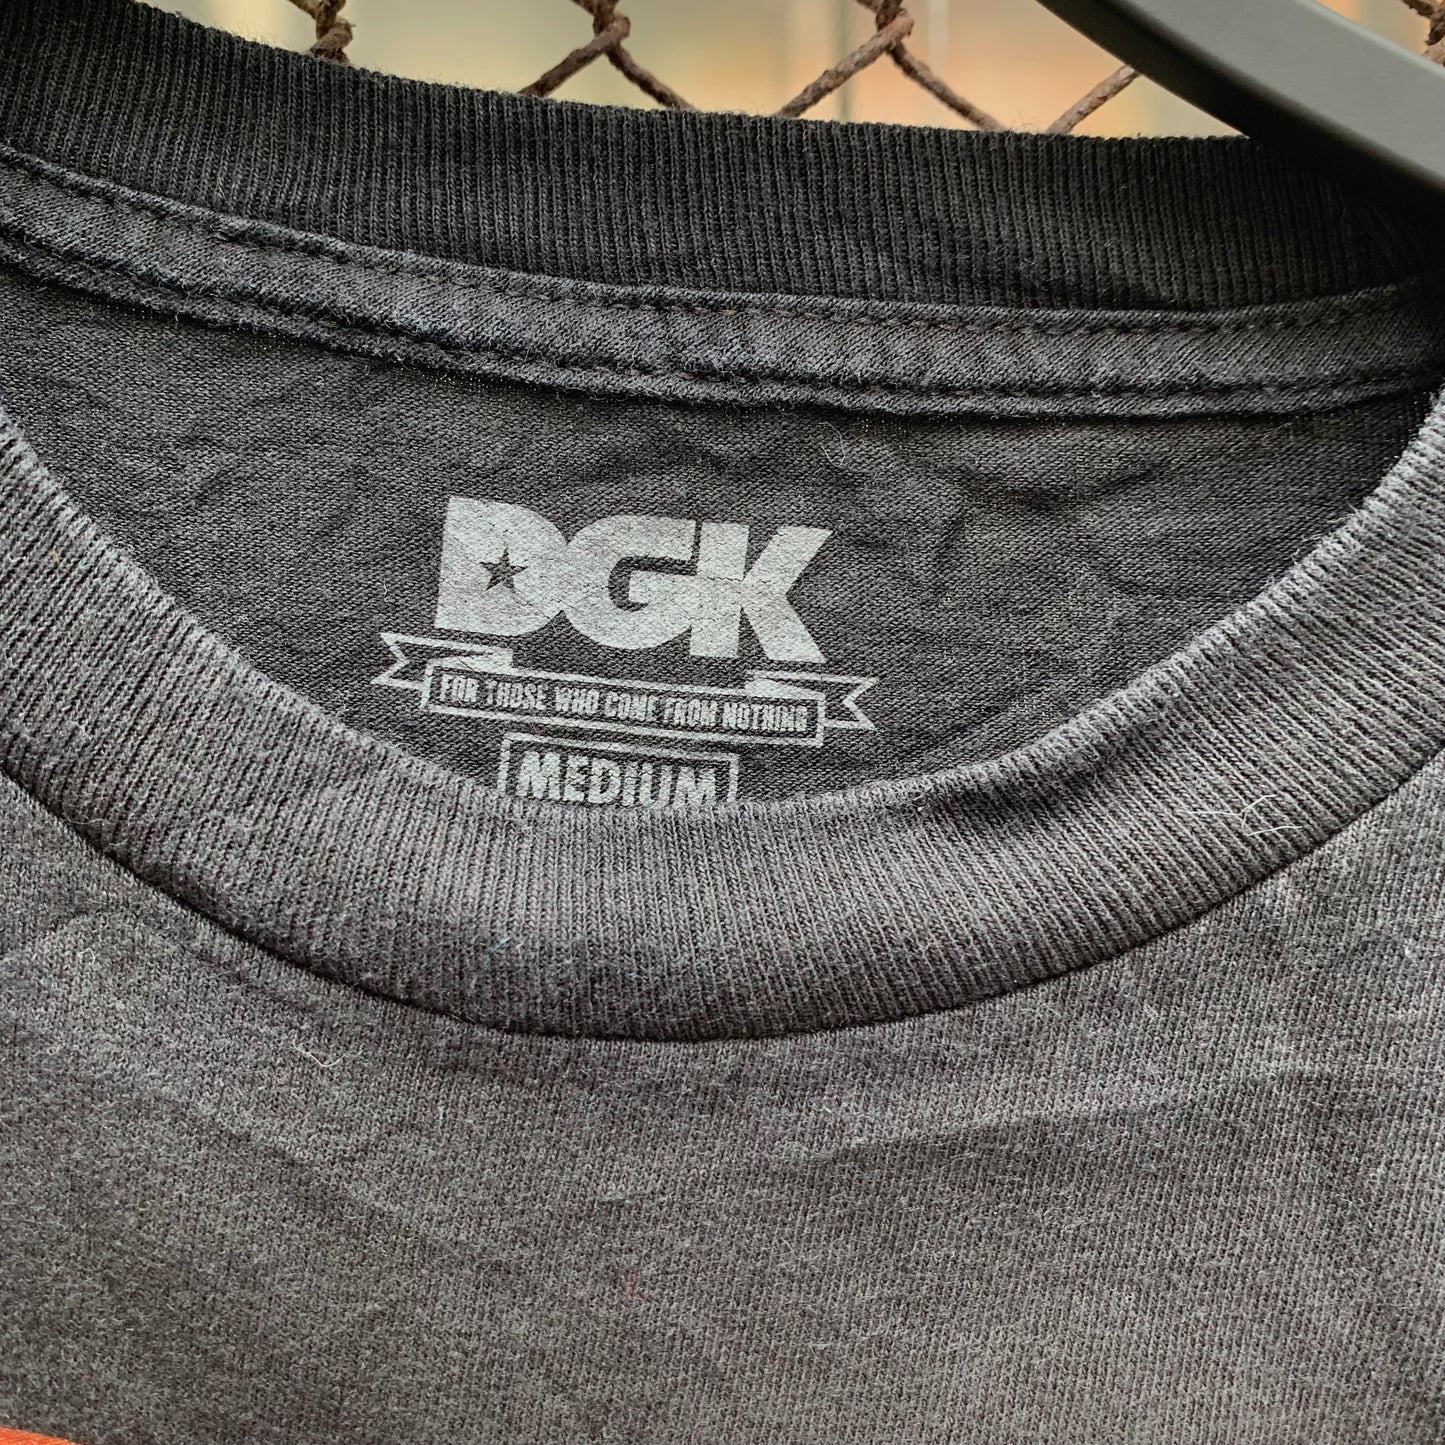 DGK
FOR THOSE WHO COME FROM NOTHING
MEDIUM